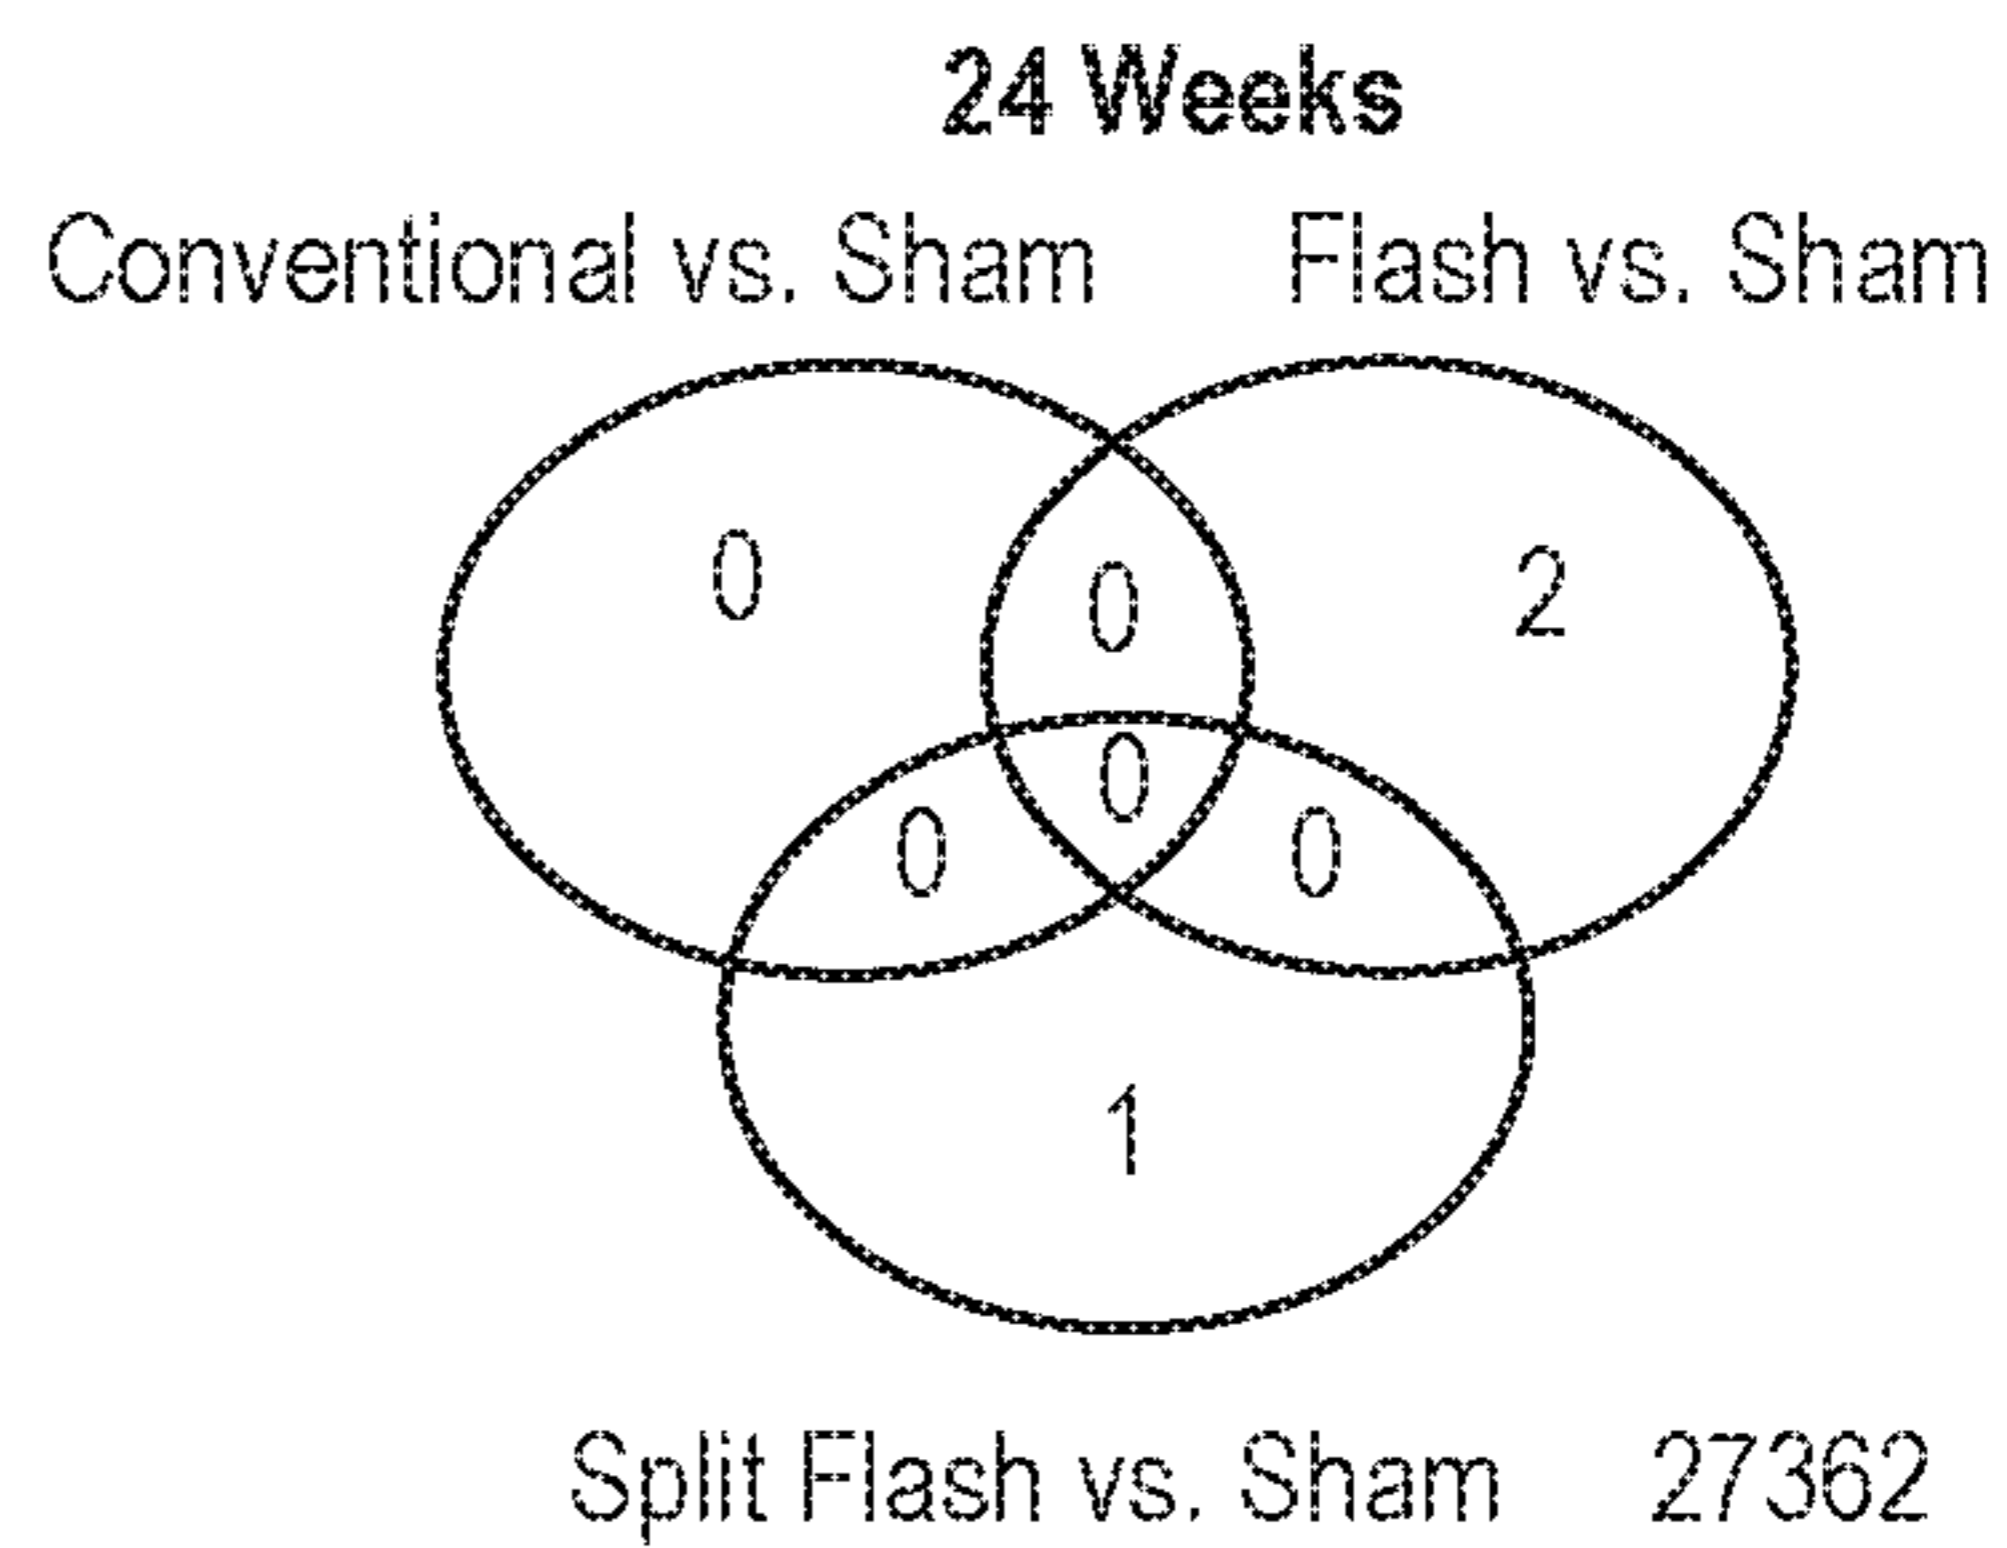 24 Weeks
Conventional vs. Sham Flash vs. Sham
0 0 2
0 0 0
1
Split Flash vs. Sham 27362